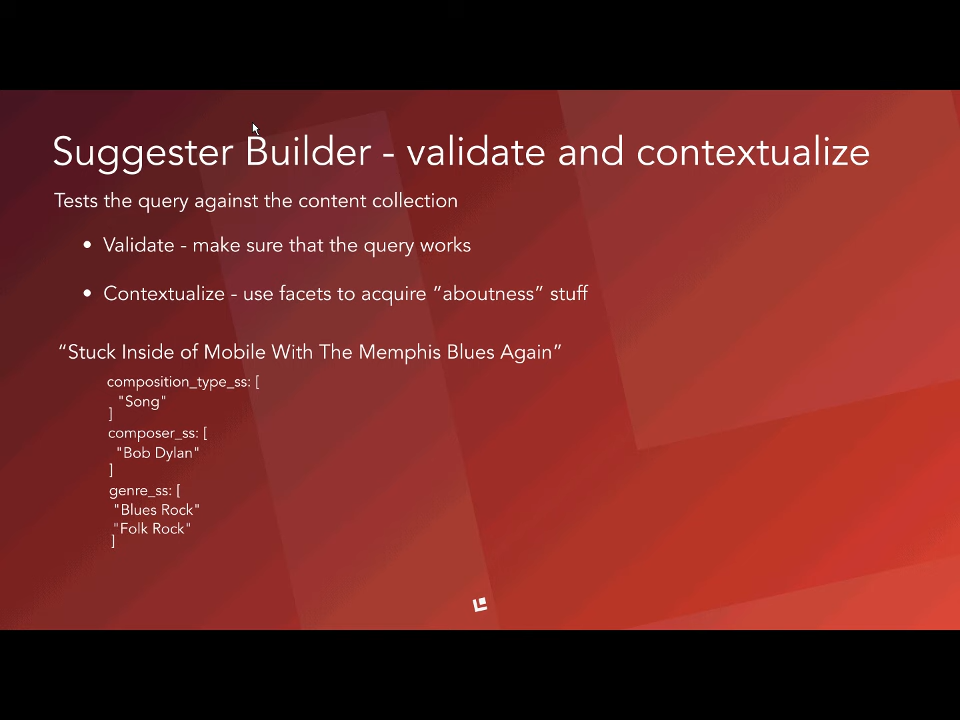 Suggester Builder - validate and contextualize
Tests the query against the content collection
• Validate - make sure that the query works
• Contextualize - use facets to acquire ”aboutness” stuff
“Stuck Inside of Mobile With The Memphis Blues Again”
composition_type_ss: [
"Song"
]
composer_ss: [
"Bob Dylan"
]
genre_ss: [
"Blues Rock"
"Folk Rock"
]